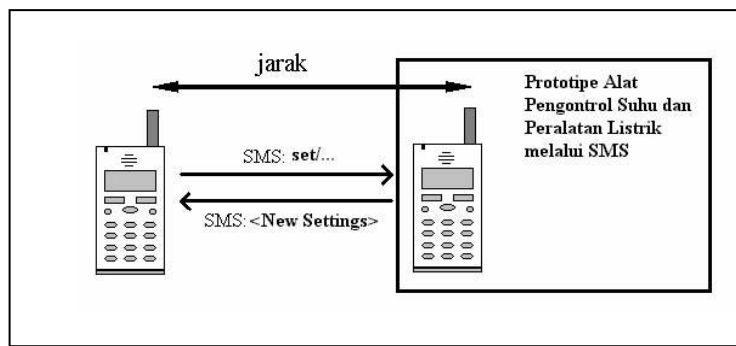 jarak
Prototipe Alat
Pengontrol Suhu dan
Peralatan Listrik
melalui SMS
SMS: set/...
SMS: <New Settings>